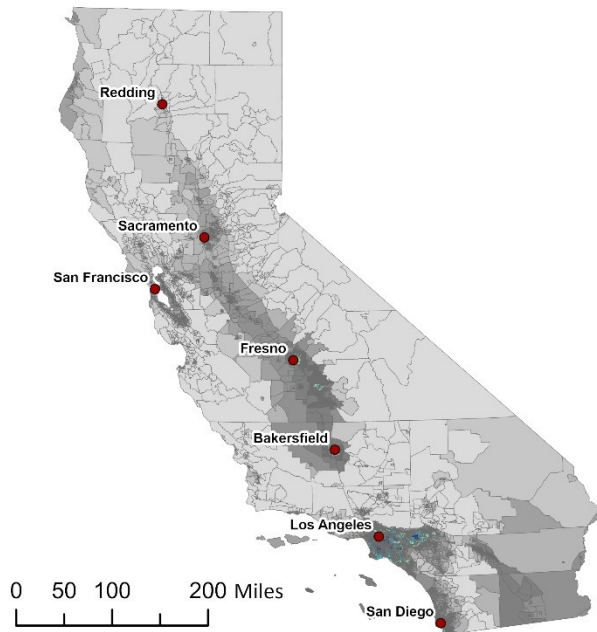 Redding
Sacramento
San Francisco
Fresno
Bakersfield
Los Angeles
0 50 100 200 Miles
San Diego